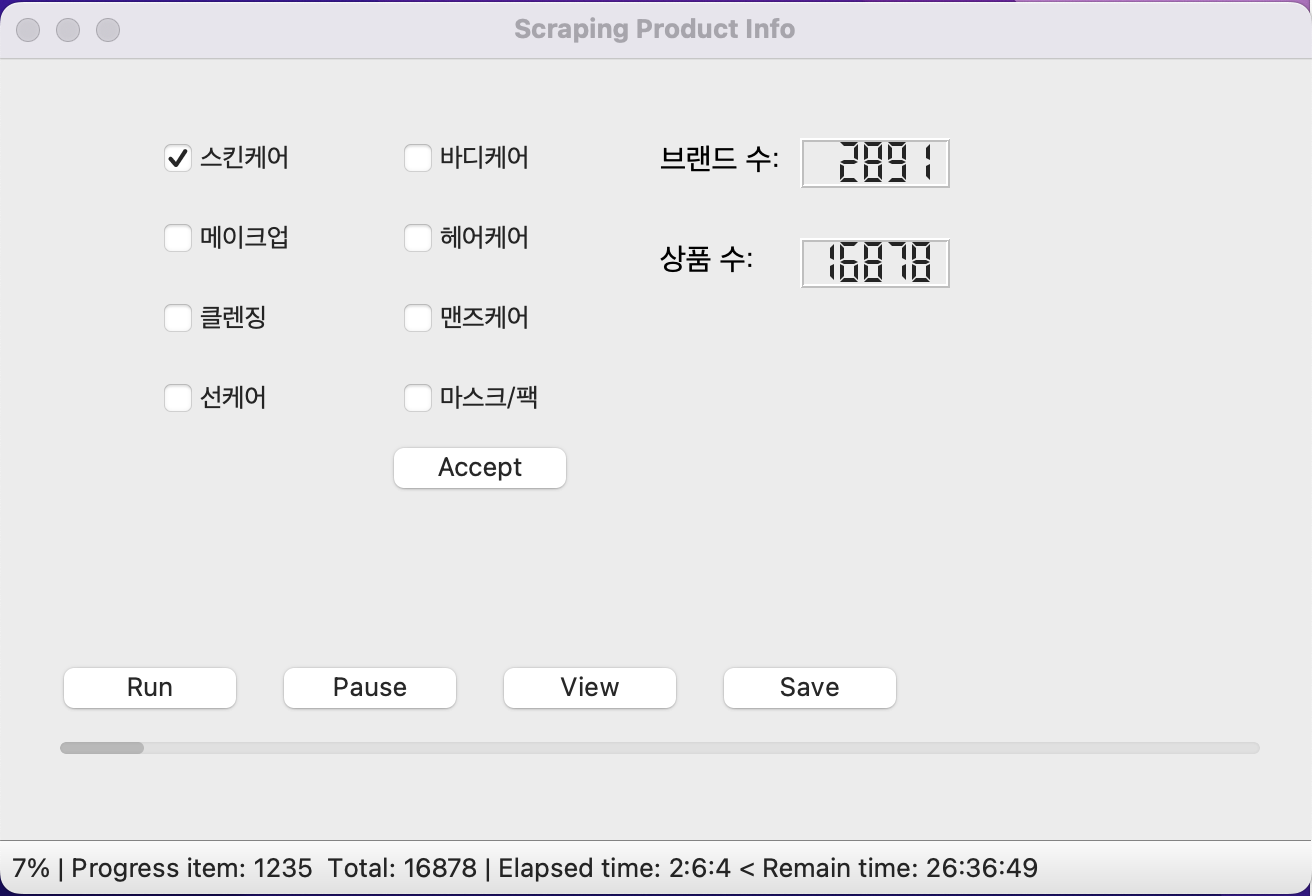 Scraping Product Info
스킨케어 바디케어 브랜드 수: 2891
메이크업 헤어케어
상품 수: 16878
클렌징 맨즈케어
선케어 마스크/팩
Accept
Run Pause View Save
7% | Progress item: 1235  Total: 16878 | Elapsed time: 2:6:4 < Remain time: 26:36:49